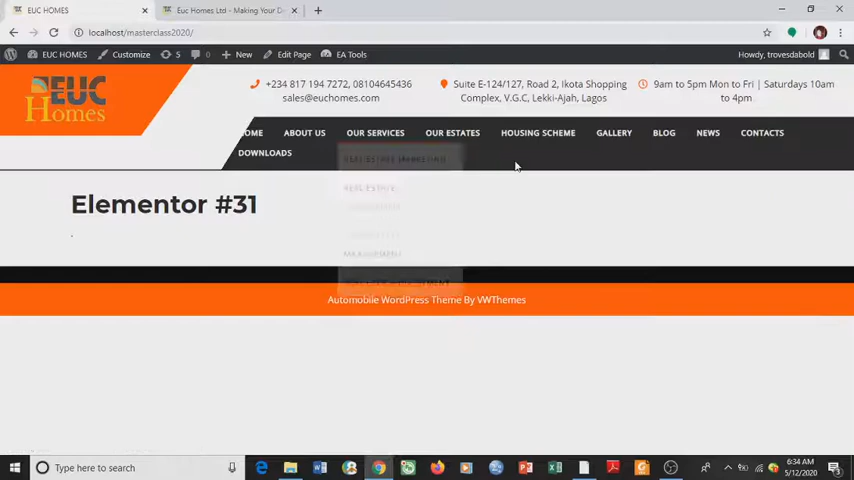 EUC HOMES
Euc Homes Ltd - Making Your D
localhost/masterclass2020/
EUC HOMES
Customize
5
0
New
Edit Page
EA Tools
Howdy, trovesdabold
EUC
Homes
+234 817 194 7272, 08104645436
sales@euchomes.com
Suite E-124/127, Road 2, Ikota Shopping
Complex, V.G.C, Lekki-Ajah, Lagos
9am to 5pm Mon to Fri | Saturdays 10am
to 4pm
OME
ABOUT US
OUR SERVICES
OUR ESTATES
HOUSING SCHEME
GALLERY
BLOG
NEWS
CONTACTS
DOWNLOADS
REAL ESTATE
Elementor #31
.
Automobile WordPress Theme By VWThemes
Type here to search
6:34 AM
5/12/2020
3